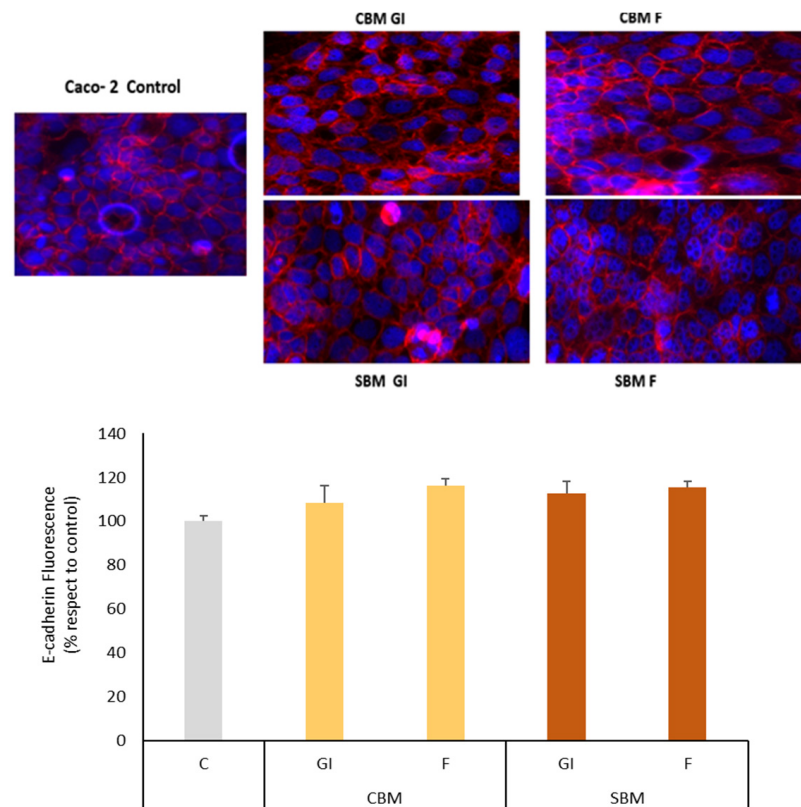 CBM GI
CBM F
Caco- 2 Control
SBM GI
SBM F
E-cadherin Fluorescence
(% respect to control)
140
120
100
80
60
40
20
0
C
GI
F
GI
F
CBM
SBM